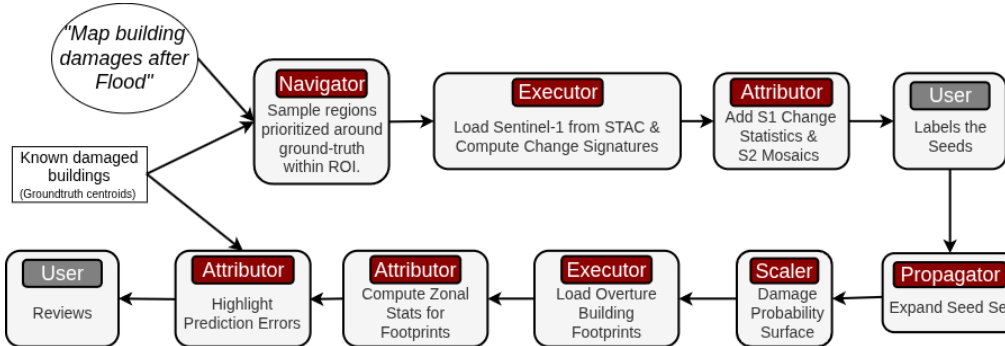 "Map building
damages after
Flood"
Known damaged
buildings
(Groundtruth centroids)
Navigator
Sample regions
prioritized around
ground-truth
within ROI.
Executor
Load Sentinel-1 from STAC &
Compute Change Signatures
Attributor
Add S1 Change
Statistics &
S2 Mosaics
User
Labels the
Seeds
Propagator
Expand Seed Se
Scaler
Damage
Probability
Surface
Executor
Load Overture
Building
Footprints
Attributor
Compute Zonal
Stats for
Footprints
Attributor
Highlight
Prediction Errors
User
Reviews